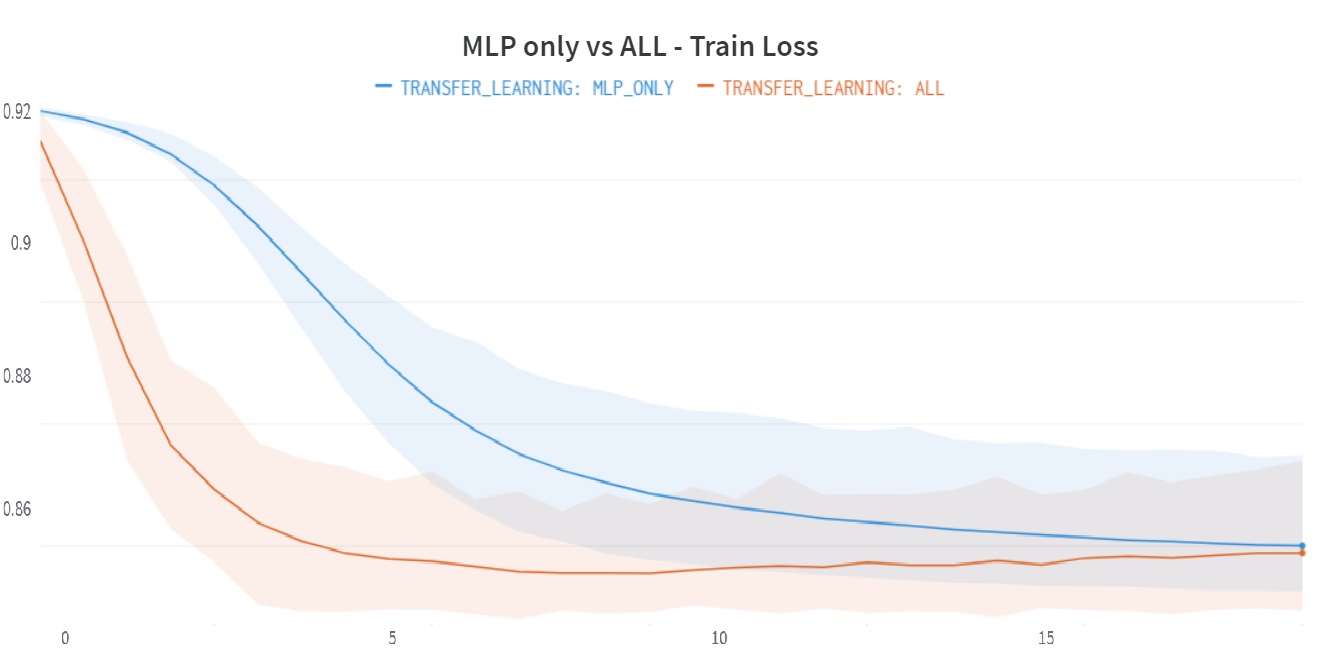 MLP only vs ALL - Train Loss
TRANSFER_LEARNING: MLP_ONLY TRANSFER_LEARNING: ALL
0.92
0.9
0.88
0.86
0 5 10 15